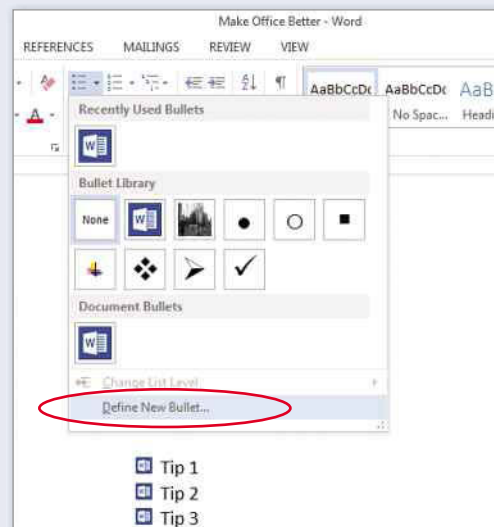 Make Office Better - Word
REFERENCES MAILINGS REVIEW VIEW
AaBbCcDc AaBbCcDc AaB
No Spac... Headi
Recently Used Bullets
Bullet Library
None
Document Bullets
Change List Level
Define New Bullet...
Tip 1
Tip 2
Tip 3